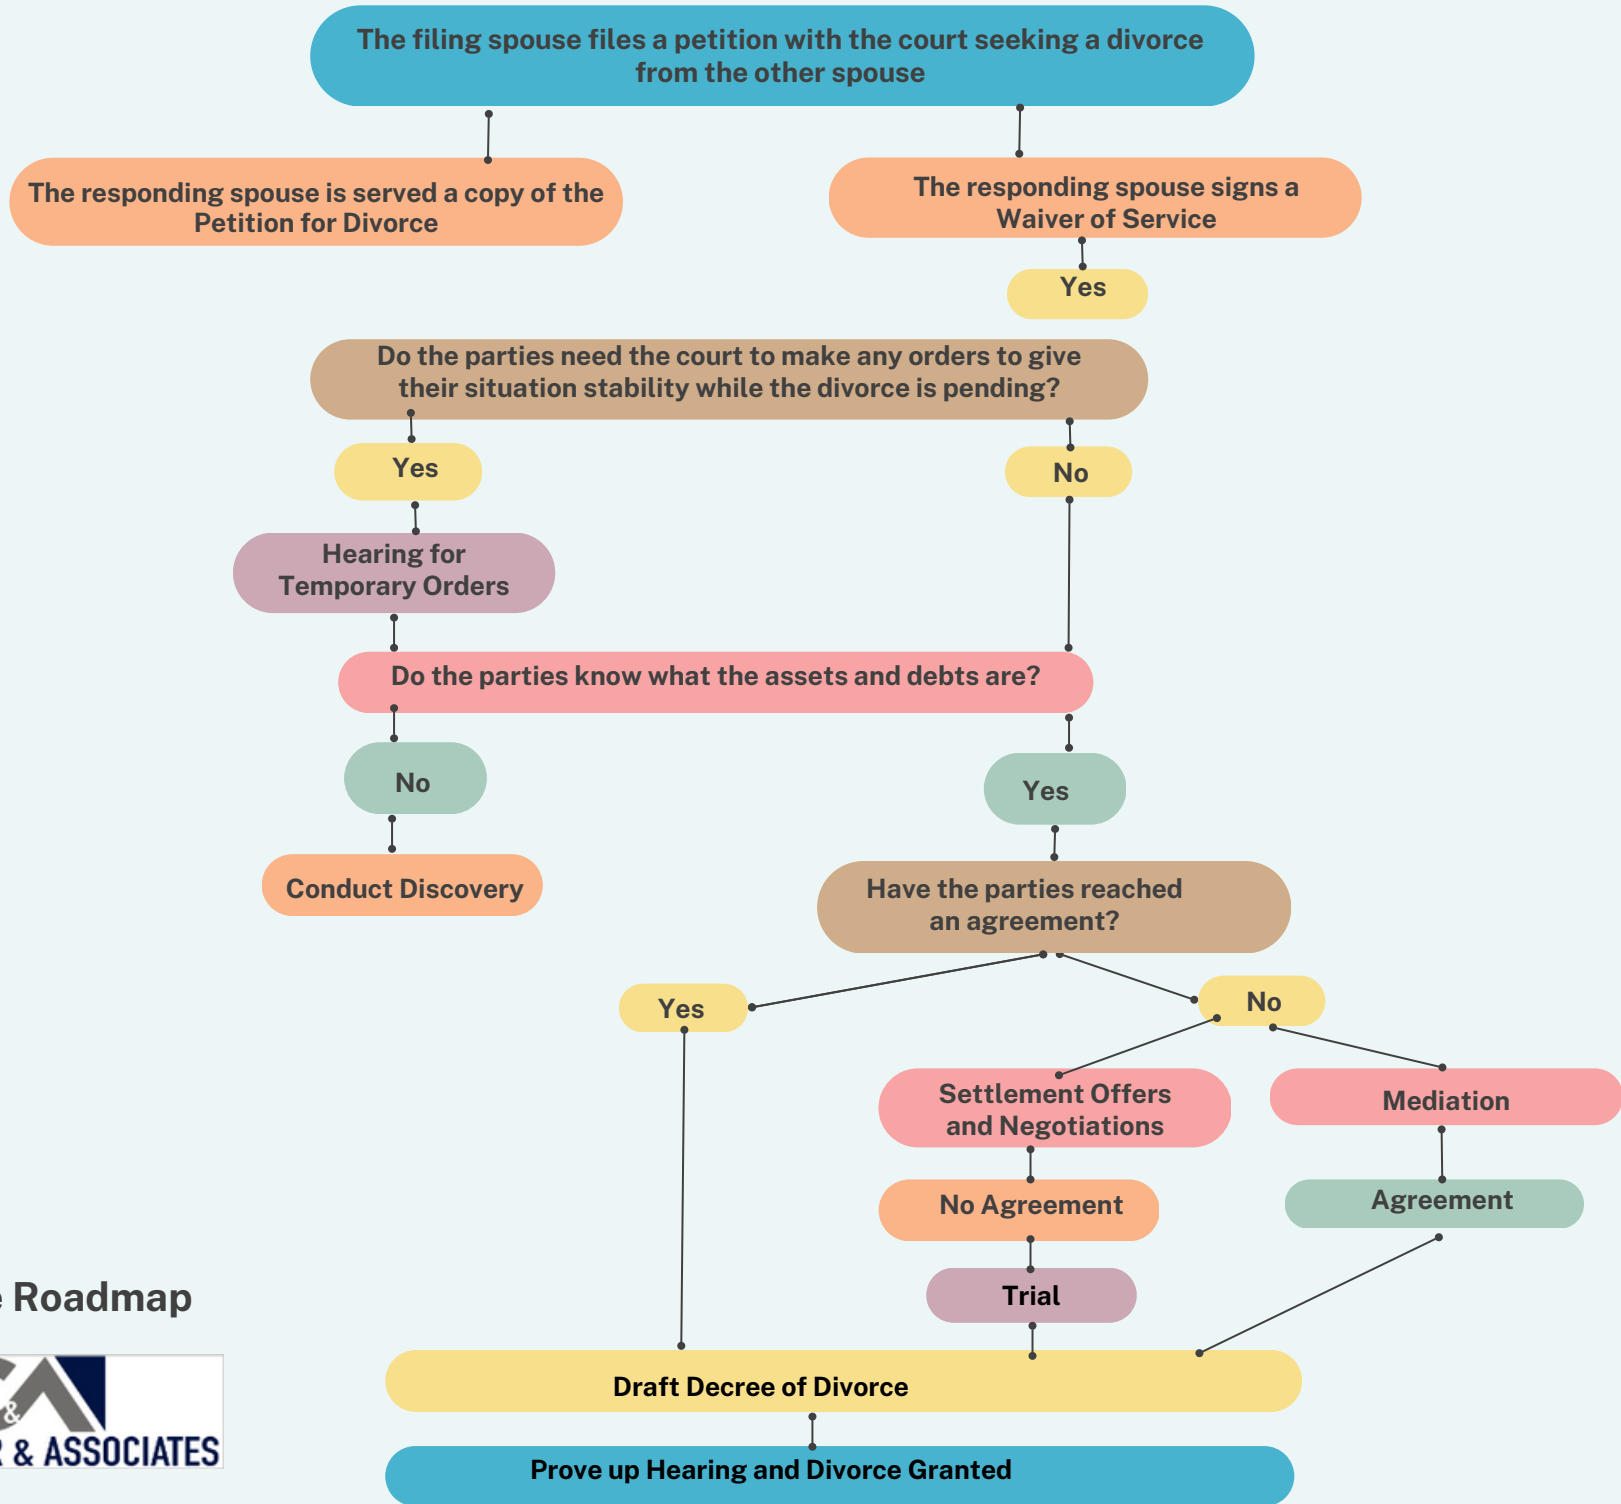 The filing spouse files a petition with the court seeking a divorce
from the other spouse
The responding spouse is served a copy of the
Petition for Divorce
The responding spouse signs a
Waiver of Service
Yes
Do the parties need the court to make any orders to give
their situation stability while the divorce is pending?
Yes
No
Hearing for
Temporary Orders
Do the parties know what the assets and debts are?
No
Yes
Conduct Discovery
Have the parties reached
an agreement?
Yes
No
Settlement Offers
and Negotiations
Mediation
No Agreement
Agreement
Trial
Roadmap
Draft Decree of Divorce
&
& ASSOCIATES
Prove up Hearing and Divorce Granted